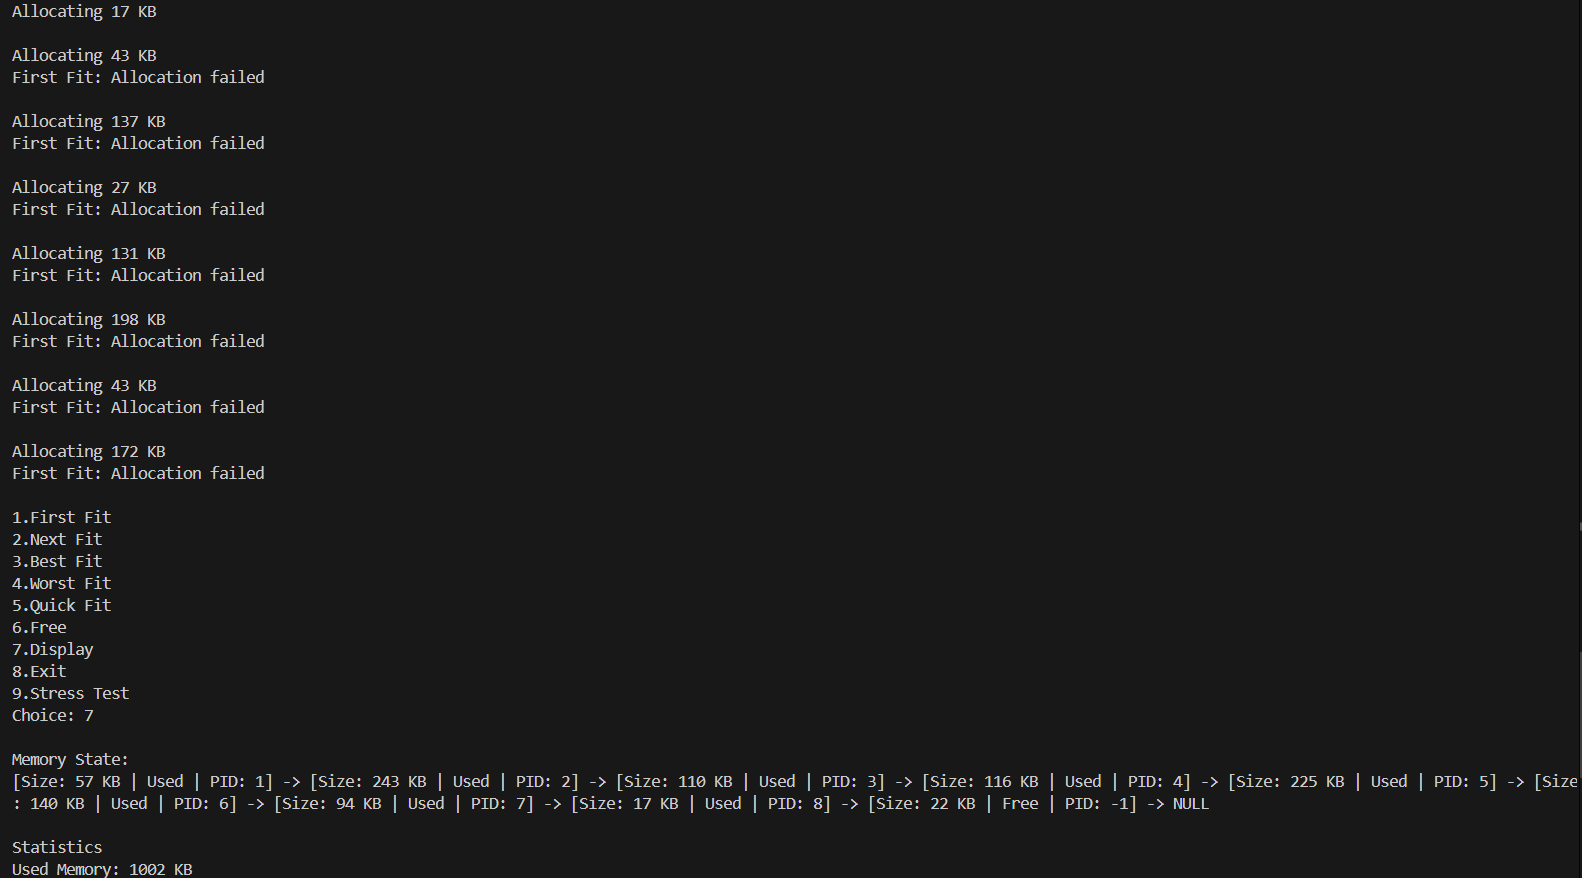 Allocating 17 KB
Allocating 43 KB
First Fit: Allocation failed
Allocating 137 KB
First Fit: Allocation failed
Allocating 27 KB
First Fit: Allocation failed
Allocating 131 KB
First Fit: Allocation failed
Allocating 198 KB
First Fit: Allocation failed
Allocating 43 KB
First Fit: Allocation failed
Allocating 172 KB
First Fit: Allocation failed
1.First Fit
2.Next Fit
3.Best Fit
4.Worst Fit
5.Quick Fit
6.Free
7.Display
8.Exit
9.Stress Test
Choice: 7
Memory State:
[Size: 57 KB | Used | PID: 1] -> [Size: 243 KB | Used | PID: 2] -> [Size: 110 KB | Used | PID: 3] -> [Size: 116 KB | Used | PID: 4] -> [Size: 225 KB | Used | PID: 5] -> [Size
: 140 KB | Used | PID: 6] -> [Size: 94 KB | Used | PID: 7] -> [Size: 17 KB | Used | PID: 8] -> [Size: 22 KB | Free | PID: -1] -> NULL
Statistics
Used Memory: 1002 KB